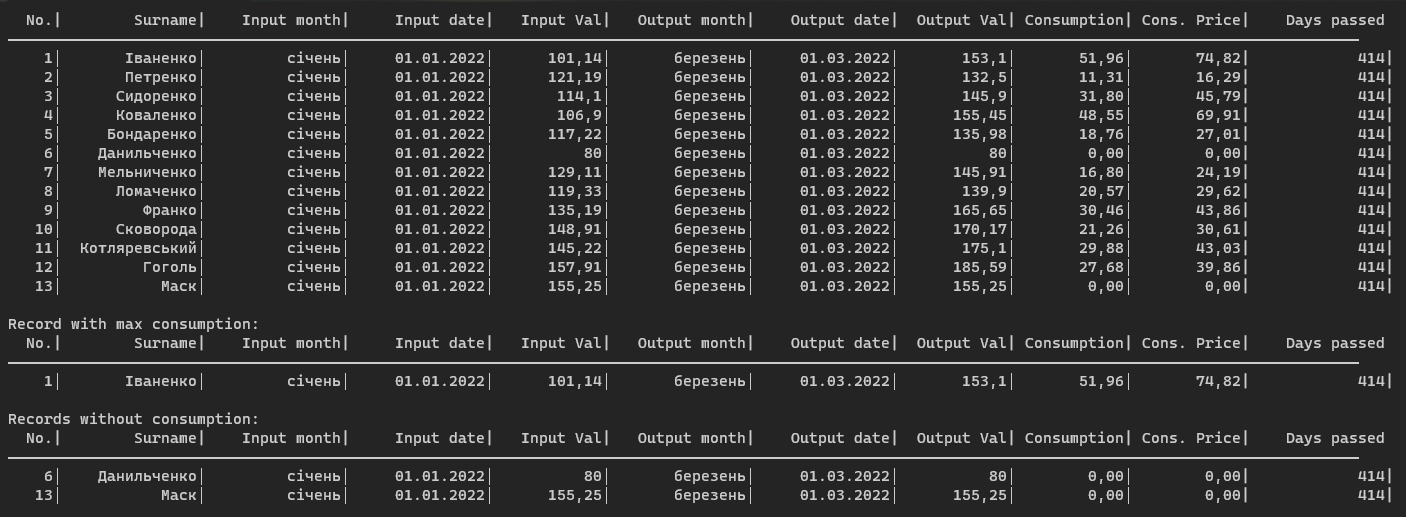 No.| Surname| Input month| Input date| Input Val| Output month| Output date| Output Val| Consumption| Cons. Price| Days passed
1| Іваненко| січень| 01.01.2022| 101,14| березень| 01.03.2022| 153,1| 51,96| 74,82| 414|
2| Петренко| січень| 01.01.2022| 121,19| березень| 01.03.2022| 132,5| 11,31| 16,29| 414|
3| Сидоренко| січень| 01.01.2022| 114,1| березень| 01.03.2022| 145,9| 31,80| 45,79| 414|
4| Коваленко| січень| 01.01.2022| 106,9| березень| 01.03.2022| 155,45| 48,55| 69,91| 414|
5| Бондаренко| січень| 01.01.2022| 117,22| березень| 01.03.2022| 135,98| 18,76| 27,01| 414|
6| Данильченко| січень| 01.01.2022| 80| березень| 01.03.2022| 80| 0,00| 0,00| 414|
7| Мельниченко| січень| 01.01.2022| 129,11| березень| 01.03.2022| 145,91| 16,80| 24,19| 414|
8| Ломаченко| січень| 01.01.2022| 119,33| березень| 01.03.2022| 139,9| 20,57| 29,62| 414|
9| Франко| січень| 01.01.2022| 135,19| березень| 01.03.2022| 165,65| 30,46| 43,86| 414|
10| Сковорода| січень| 01.01.2022| 148,91| березень| 01.03.2022| 170,17| 21,26| 30,61| 414|
11| Котляревський| січень| 01.01.2022| 145,22| березень| 01.03.2022| 175,1| 29,88| 43,03| 414|
12| Гоголь| січень| 01.01.2022| 157,91| березень| 01.03.2022| 185,59| 27,68| 39,86| 414|
13| Маск| січень| 01.01.2022| 155,25| березень| 01.03.2022| 155,25| 0,00| 0,00| 414|
Record with max consumption:
No.| Surname| Input month| Input date| Input Val| Output month| Output date| Output Val| Consumption| Cons. Price| Days passed
1| Іваненко| січень| 01.01.2022| 101,14| березень| 01.03.2022| 153,1| 51,96| 74,82| 414|
Records without consumption:
No.| Surname| Input month| Input date| Input Val| Output month| Output date| Output Val| Consumption| Cons. Price| Days passed
6| Данильченко| січень| 01.01.2022| 80| березень| 01.03.2022| 80| 0,00| 0,00| 414|
13| Маск| січень| 01.01.2022| 155,25| березень| 01.03.2022| 155,25| 0,00| 0,00| 414|